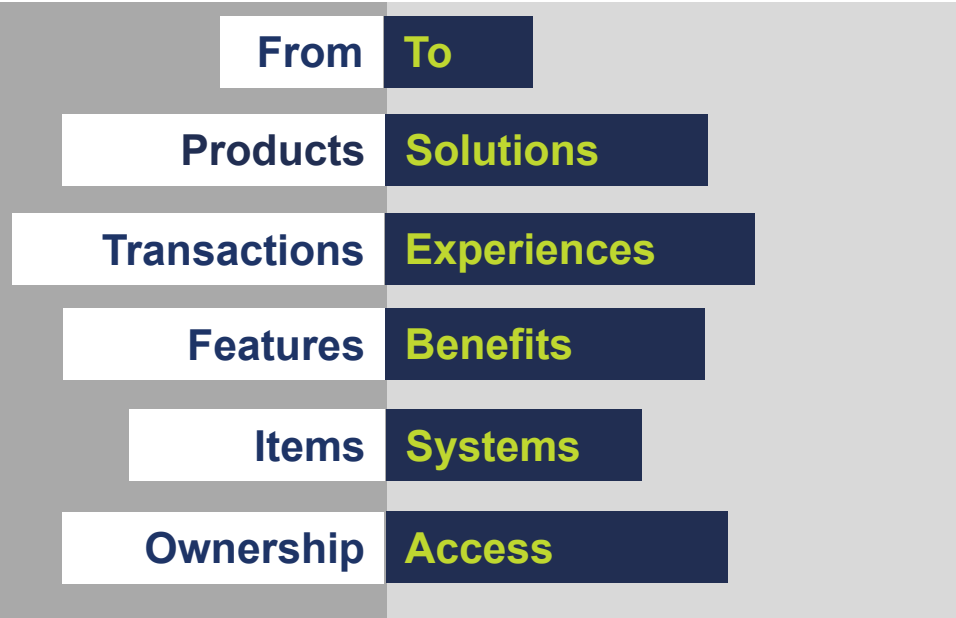 From To
Products Solutions
Transactions Experiences
Features Benefits
Items Systems
Ownership Access